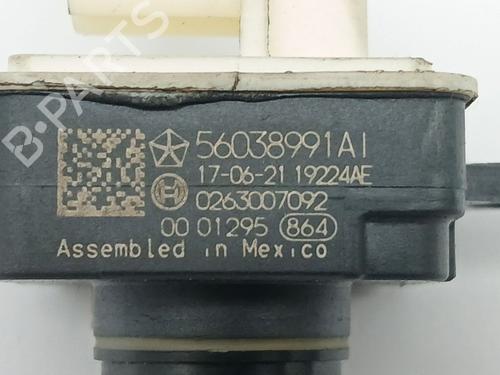 B-PARTS
56038991AI
17-06-21 19224AE
0263007092
00 01295 864
Assembled in Mexico